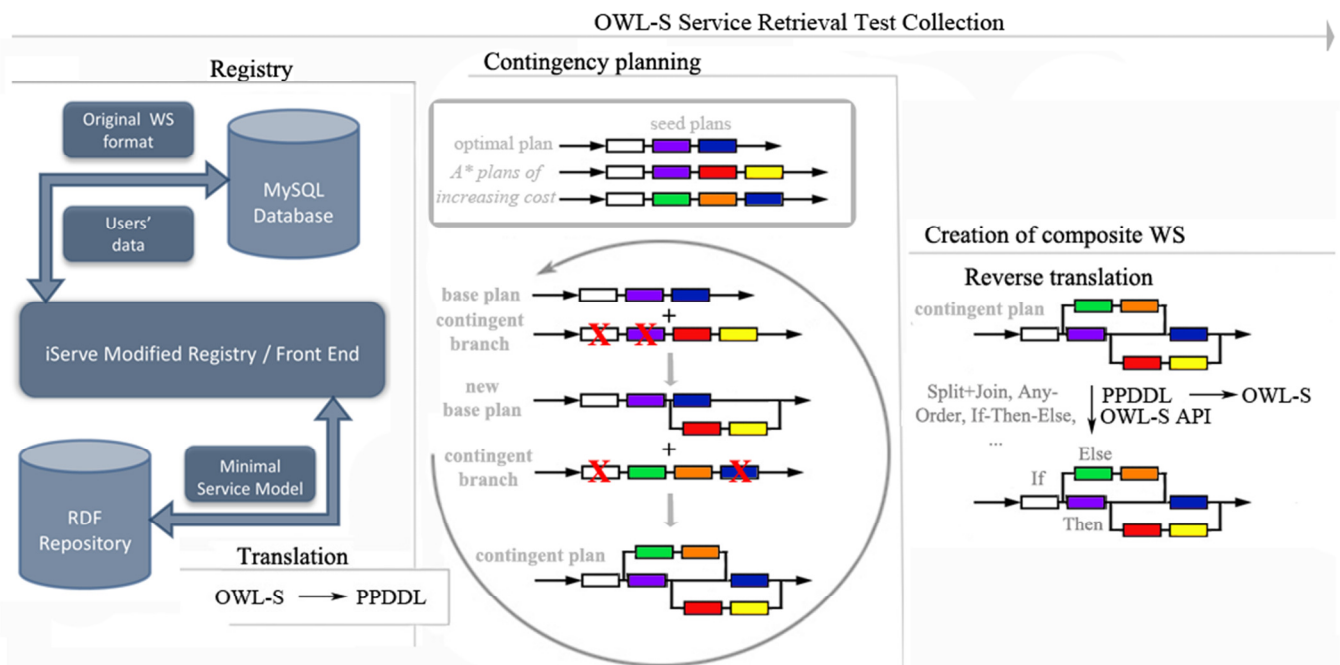 OWL-S Service Retrieval Test Collection
Registry
Original WS
format
MySQL
Database
Users'
data
iServe Modified Registry / Front End
Minimal
Service Model
RDF
Repository
Translation
OWL-S PPDDL
Contingency planning
seed plans
optimal plan
A* plans of
increasing cost
base plan
+
contingent
branch
X X
new
base plan
+
contingent
branch
X X
contingent plan
Creation of composite WS
Reverse translation
contingent plan
Split+Join, Any-
Order, If-Then-Else,
...
PPDDL OWL-S
OWL-S API
Else
If
Then